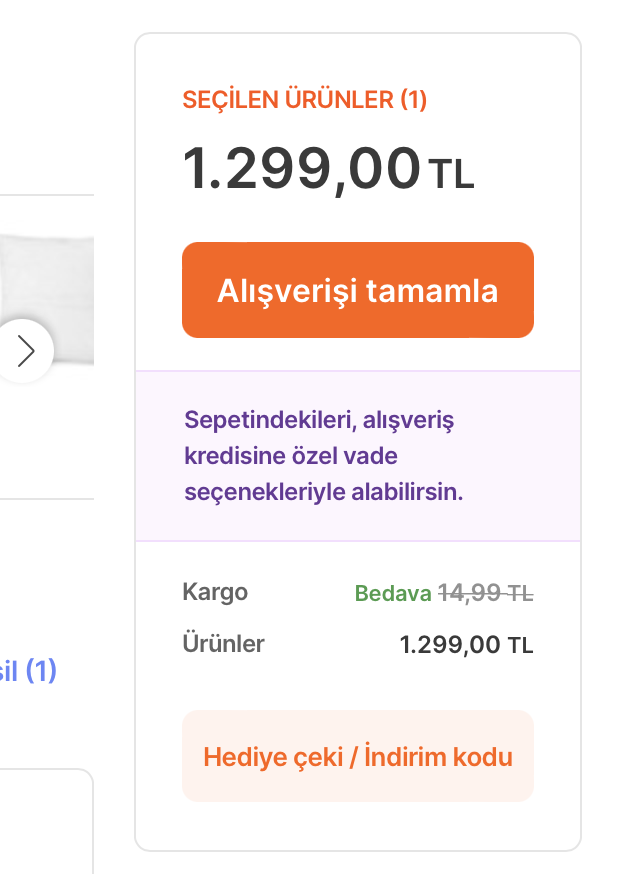 SEÇİLEN ÜRÜNLER (1)
1.299,00 TL
Alışverişi tamamla
Sepetindekileri, alışveriş
kredisine özel vade
seçenekleriyle alabilirsin.
Kargo Bedava 14,99 TL
Ürünler 1.299,00 TL
sil (1)
Hediye çeki / İndirim kodu